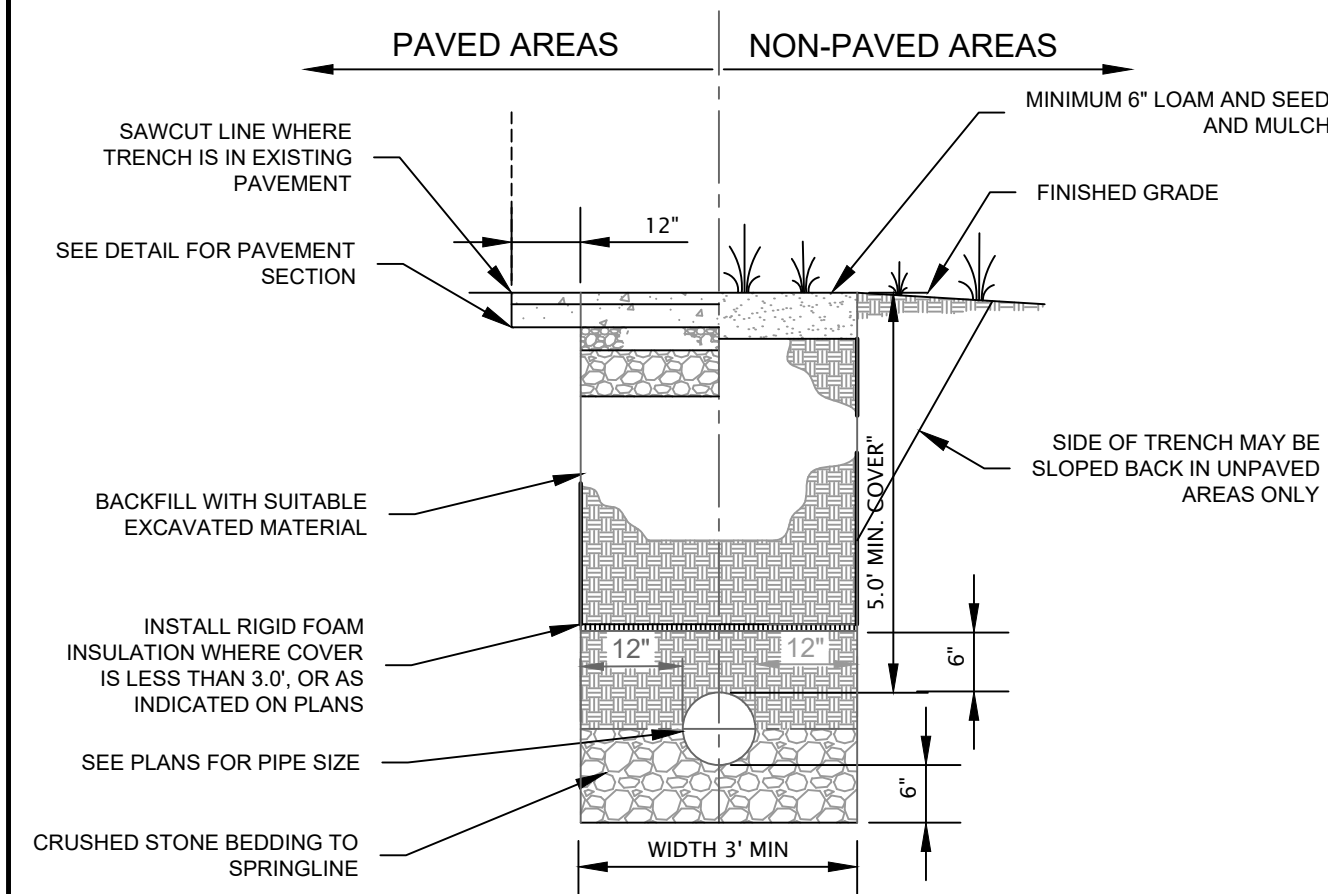 PAVED AREAS
NON-PAVED AREAS
SAWCUT LINE WHERE
TRENCH IS IN EXISTING
PAVEMENT
SEE DETAIL FOR PAVEMENT
SECTION
12"
MINIMUM 6" LOAM AND SEED
AND MULCH
FINISHED GRADE
SIDE OF TRENCH MAY BE
SLOPED BACK IN UNPAVED
AREAS ONLY
5.0' MIN. COVER"
BACKFILL WITH SUITABLE
EXCAVATED MATERIAL
INSTALL RIGID FOAM
INSULATION WHERE COVER
IS LESS THAN 3.0', OR AS
INDICATED ON PLANS
12"
12"
6"
SEE PLANS FOR PIPE SIZE
6"
CRUSHED STONE BEDDING TO
SPRINGLINE
WIDTH 3' MIN